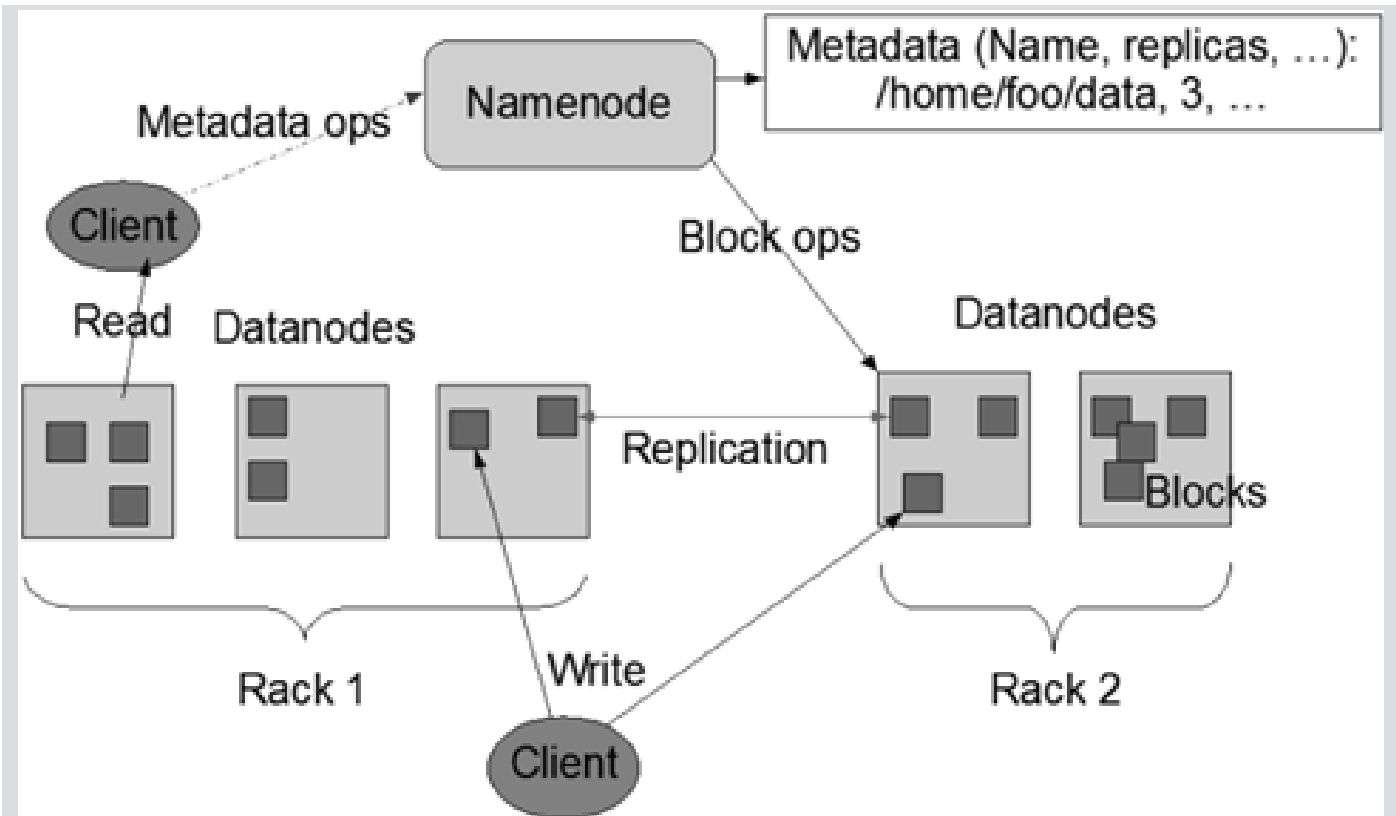 Metadata (Name, replicas, …):
/home/foo/data, 3, …
Namenode
Metadata ops
Client
Block ops
Read
Datanodes
Datanodes
Replication
Blocks
Write
Rack 1
Rack 2
Client